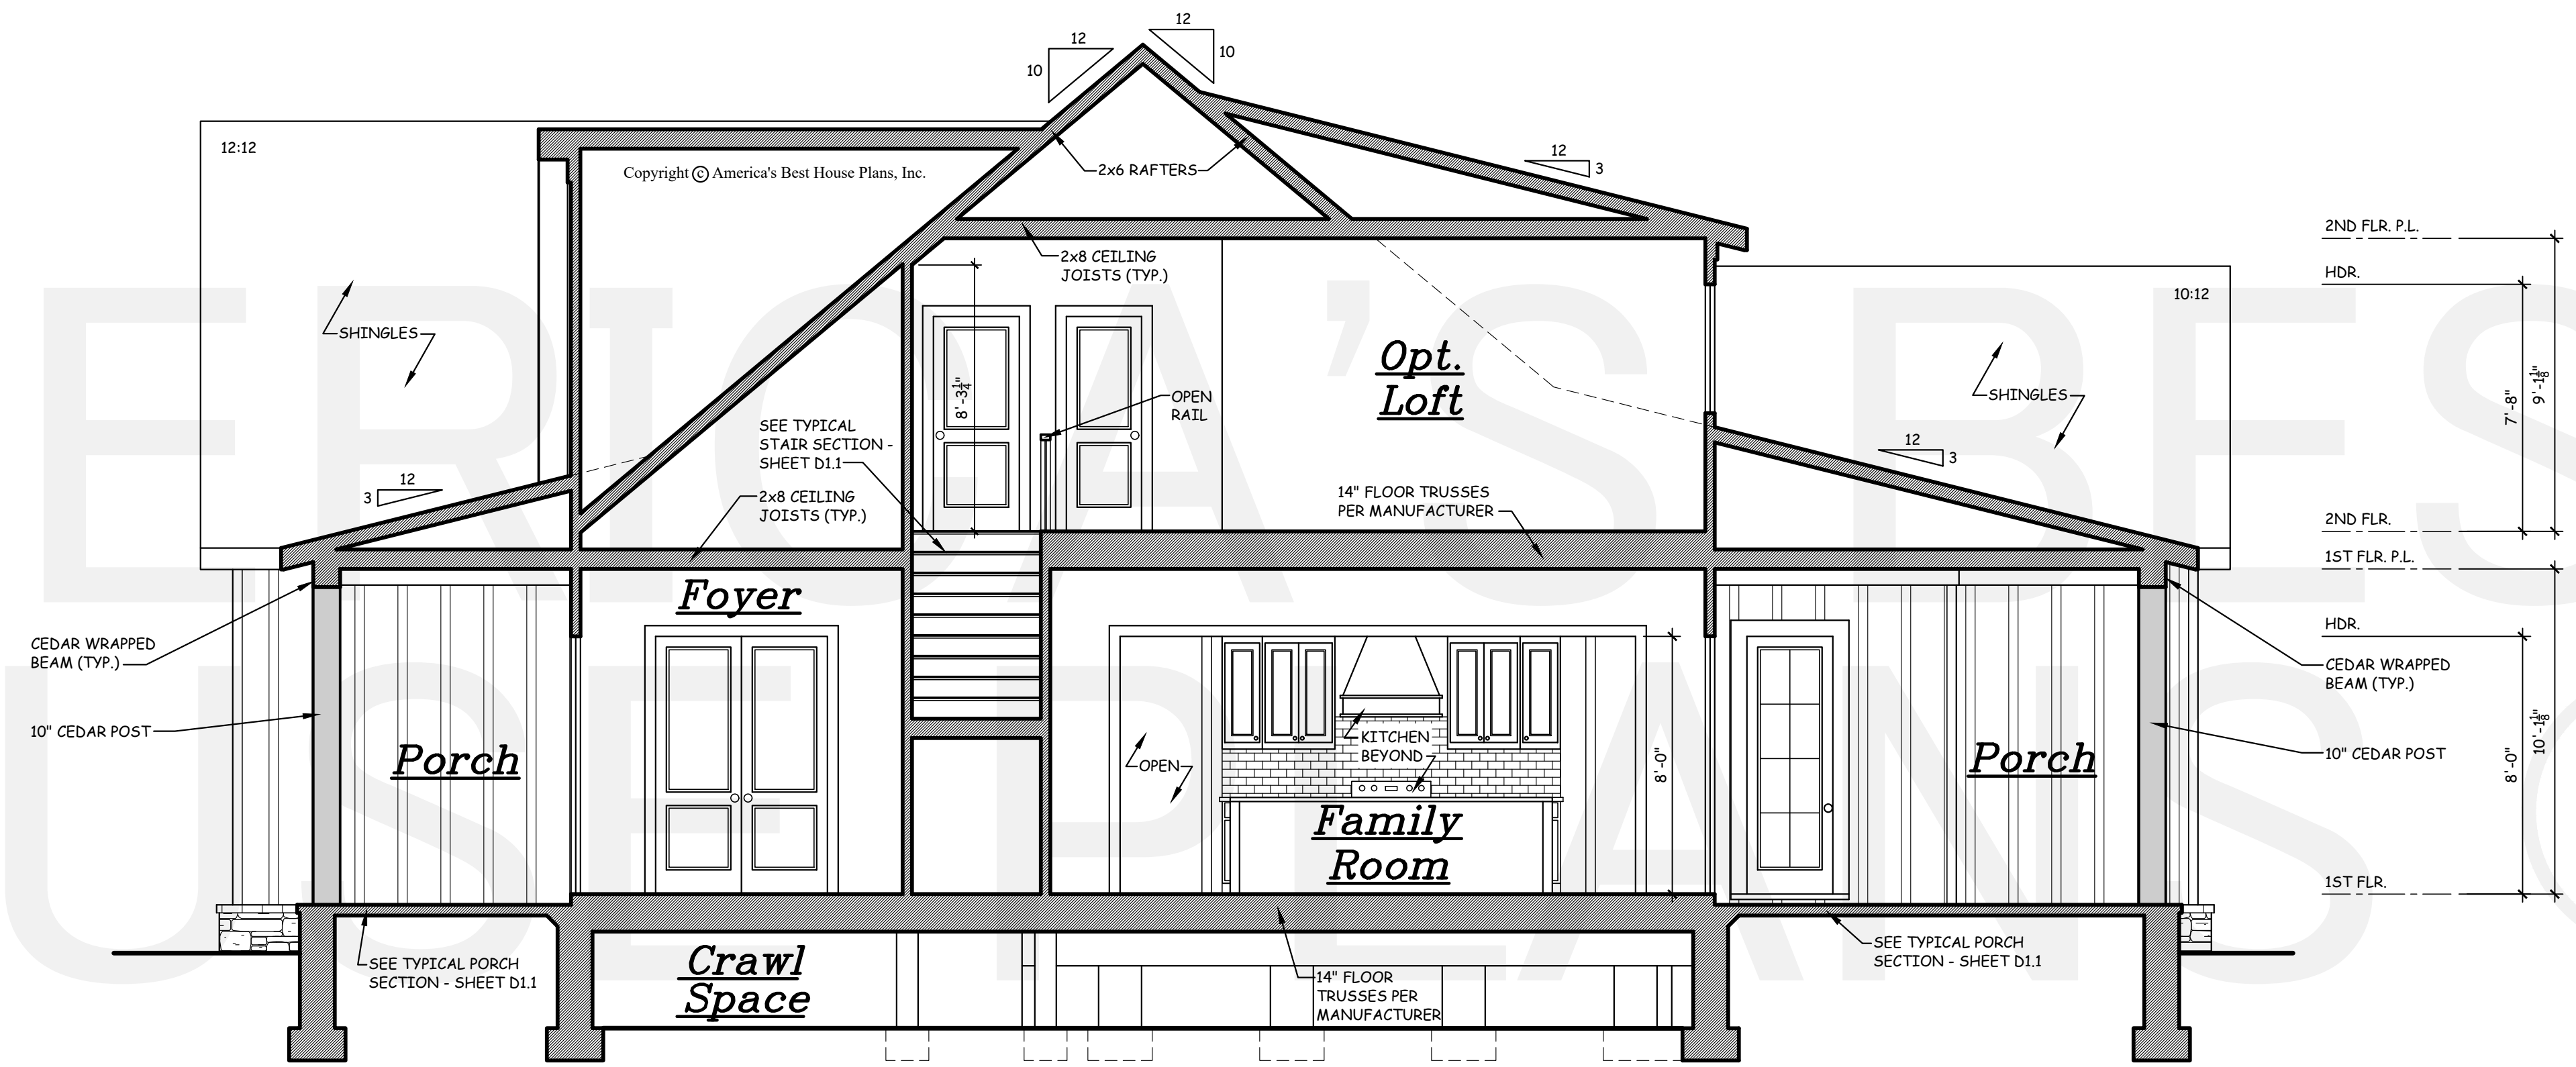 12
10
12
10
12:12
Copyright © America's Best House Plans, Inc.
2x6 RAFTERS
12
3
2x8 CEILING
JOISTS (TYP.)
2ND FLR. P.L.
HDR.
10:12
SHINGLES
8'-3 1/4"
Opt.
Loft
OPEN
RAIL
SHINGLES
7'-8"
9'-1 1/8"
SEE TYPICAL
STAIR SECTION -
SHEET D1.1
12
3
12
3
2x8 CEILING
JOISTS (TYP.)
14" FLOOR TRUSSES
PER MANUFACTURER
2ND FLR.
1ST FLR. P.L.
Foyer
HDR.
CEDAR WRAPPED
BEAM (TYP.)
CEDAR WRAPPED
BEAM (TYP.)
10" CEDAR POST
Porch
OPEN
KITCHEN
BEYOND
8'-0"
Porch
10" CEDAR POST
8'-0"
10'-1 1/8"
Family
Room
1ST FLR.
Crawl
Space
SEE TYPICAL PORCH
SECTION - SHEET D1.1
14" FLOOR
TRUSSES PER
MANUFACTURER
SEE TYPICAL PORCH
SECTION - SHEET D1.1
ERICA'S BES
USE PLANS